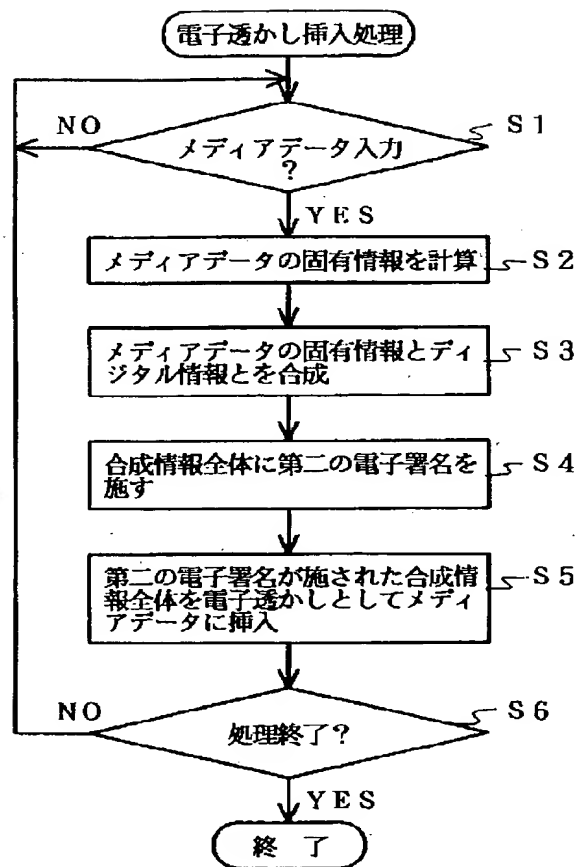 電子透かし挿入処理
NO
S1
メディアデータ入力
?
YES
メディアデータの固有情報を計算
S2
メディアデータの固有情報とディ
ジタル情報とを合成
S3
合成情報全体に第二の電子署名を
施す
S4
第二の電子署名が施された合成情
報全体を電子透かしとしてメディ
アデータに挿入
S5
NO
S6
処理終了?
YES
終 了